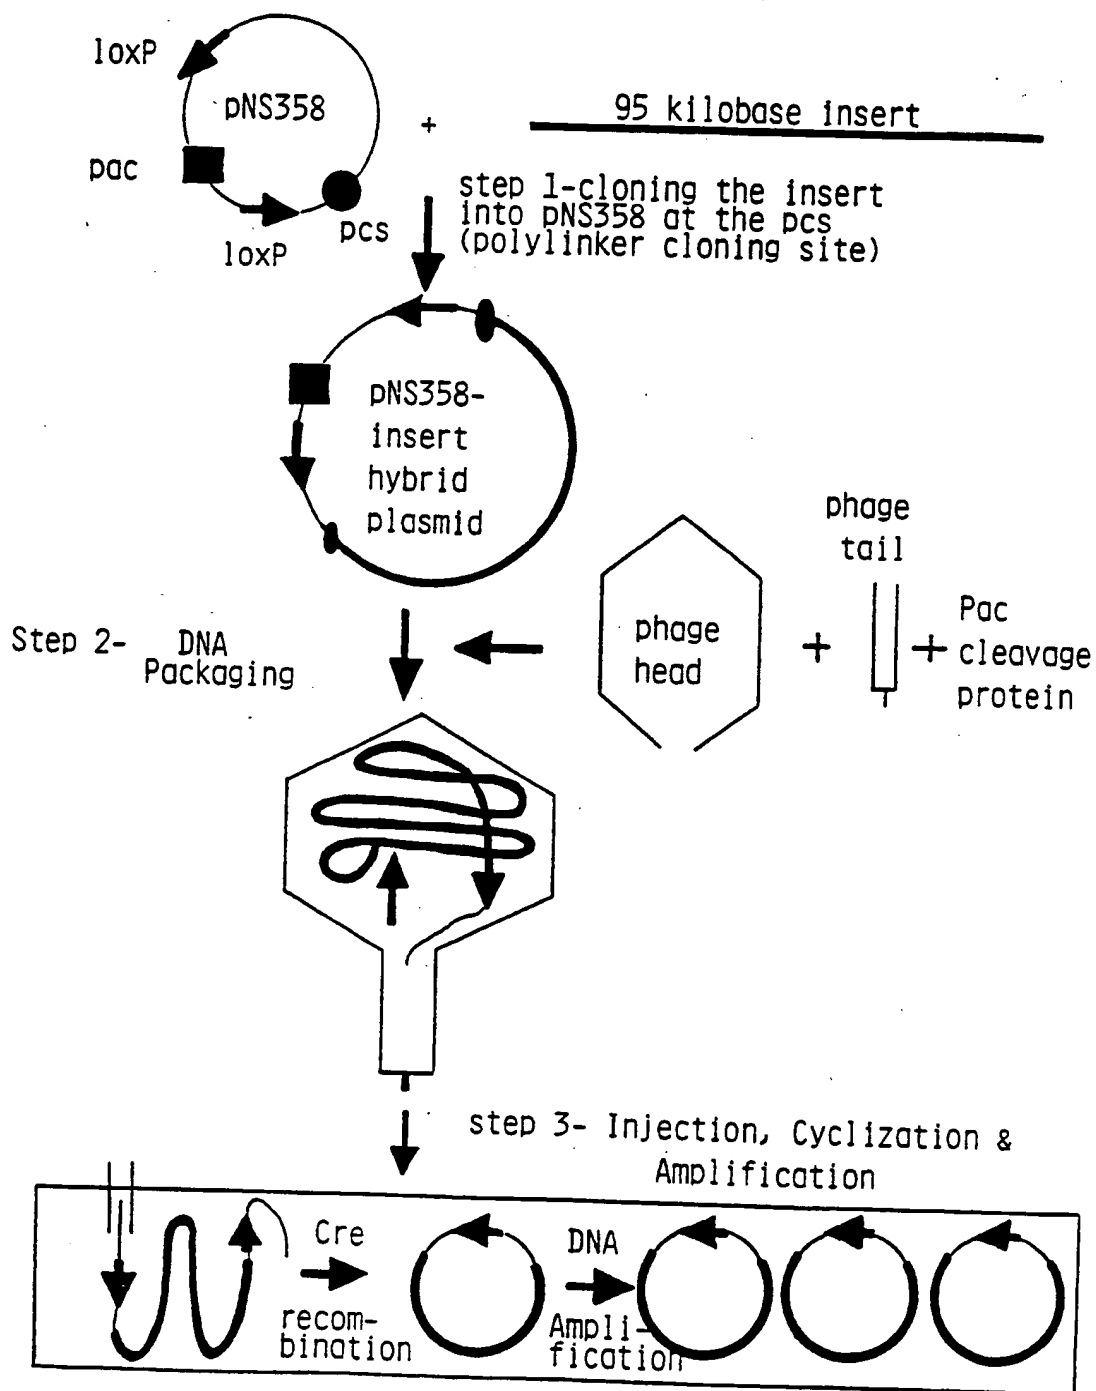 loxP
pNS358
+
95 kilobase insert
pac
loxP
pcs
step 1-cloning the insert
into pNS358 at the pcs
(polylinker cloning site)
pNS358-
insert
hybrid
plasmid
phage
tail
phage
head
+
+
Pac
cleavage
protein
Step 2- DNA
Packaging
step 3- Injection, Cyclization &
Amplification
Cre
recom-
bination
DNA
Ampli-
fication